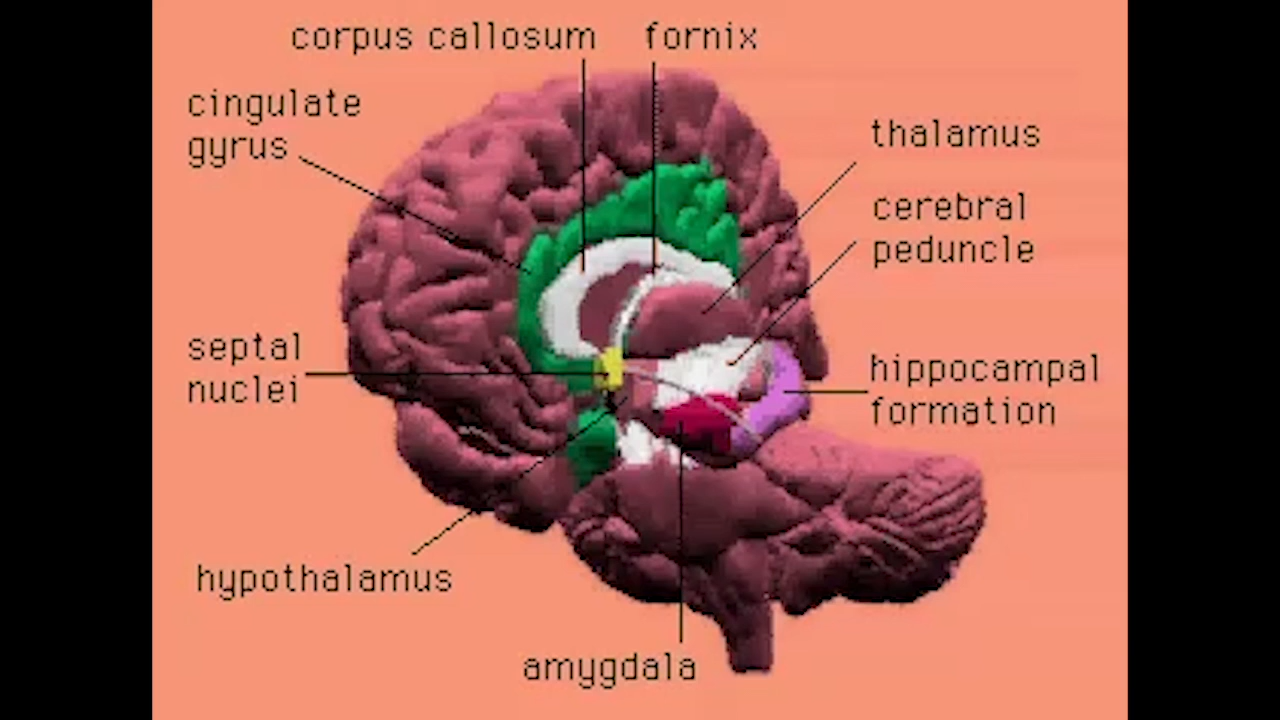 corpus callosum
fornix
cingulate
gyrus
thalamus
cerebral
peduncle
septal
nuclei
hippocampal
formation
hypothalamus
amygdala